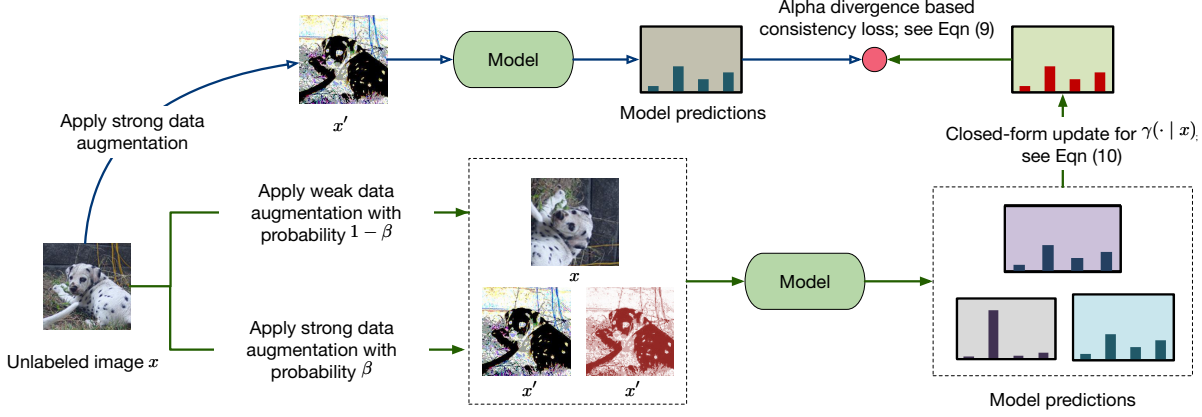 Alpha divergence based
consistency loss; see Eqn (9)
Model
x′
Model predictions
Apply strong data
augmentation
Closed-form update for γ(· | x),
see Eqn (10)
Apply weak data
augmentation with
probability 1 − β
x
Model
Apply strong data
augmentation with
probability β
Unlabeled image x
x′ x′
Model predictions